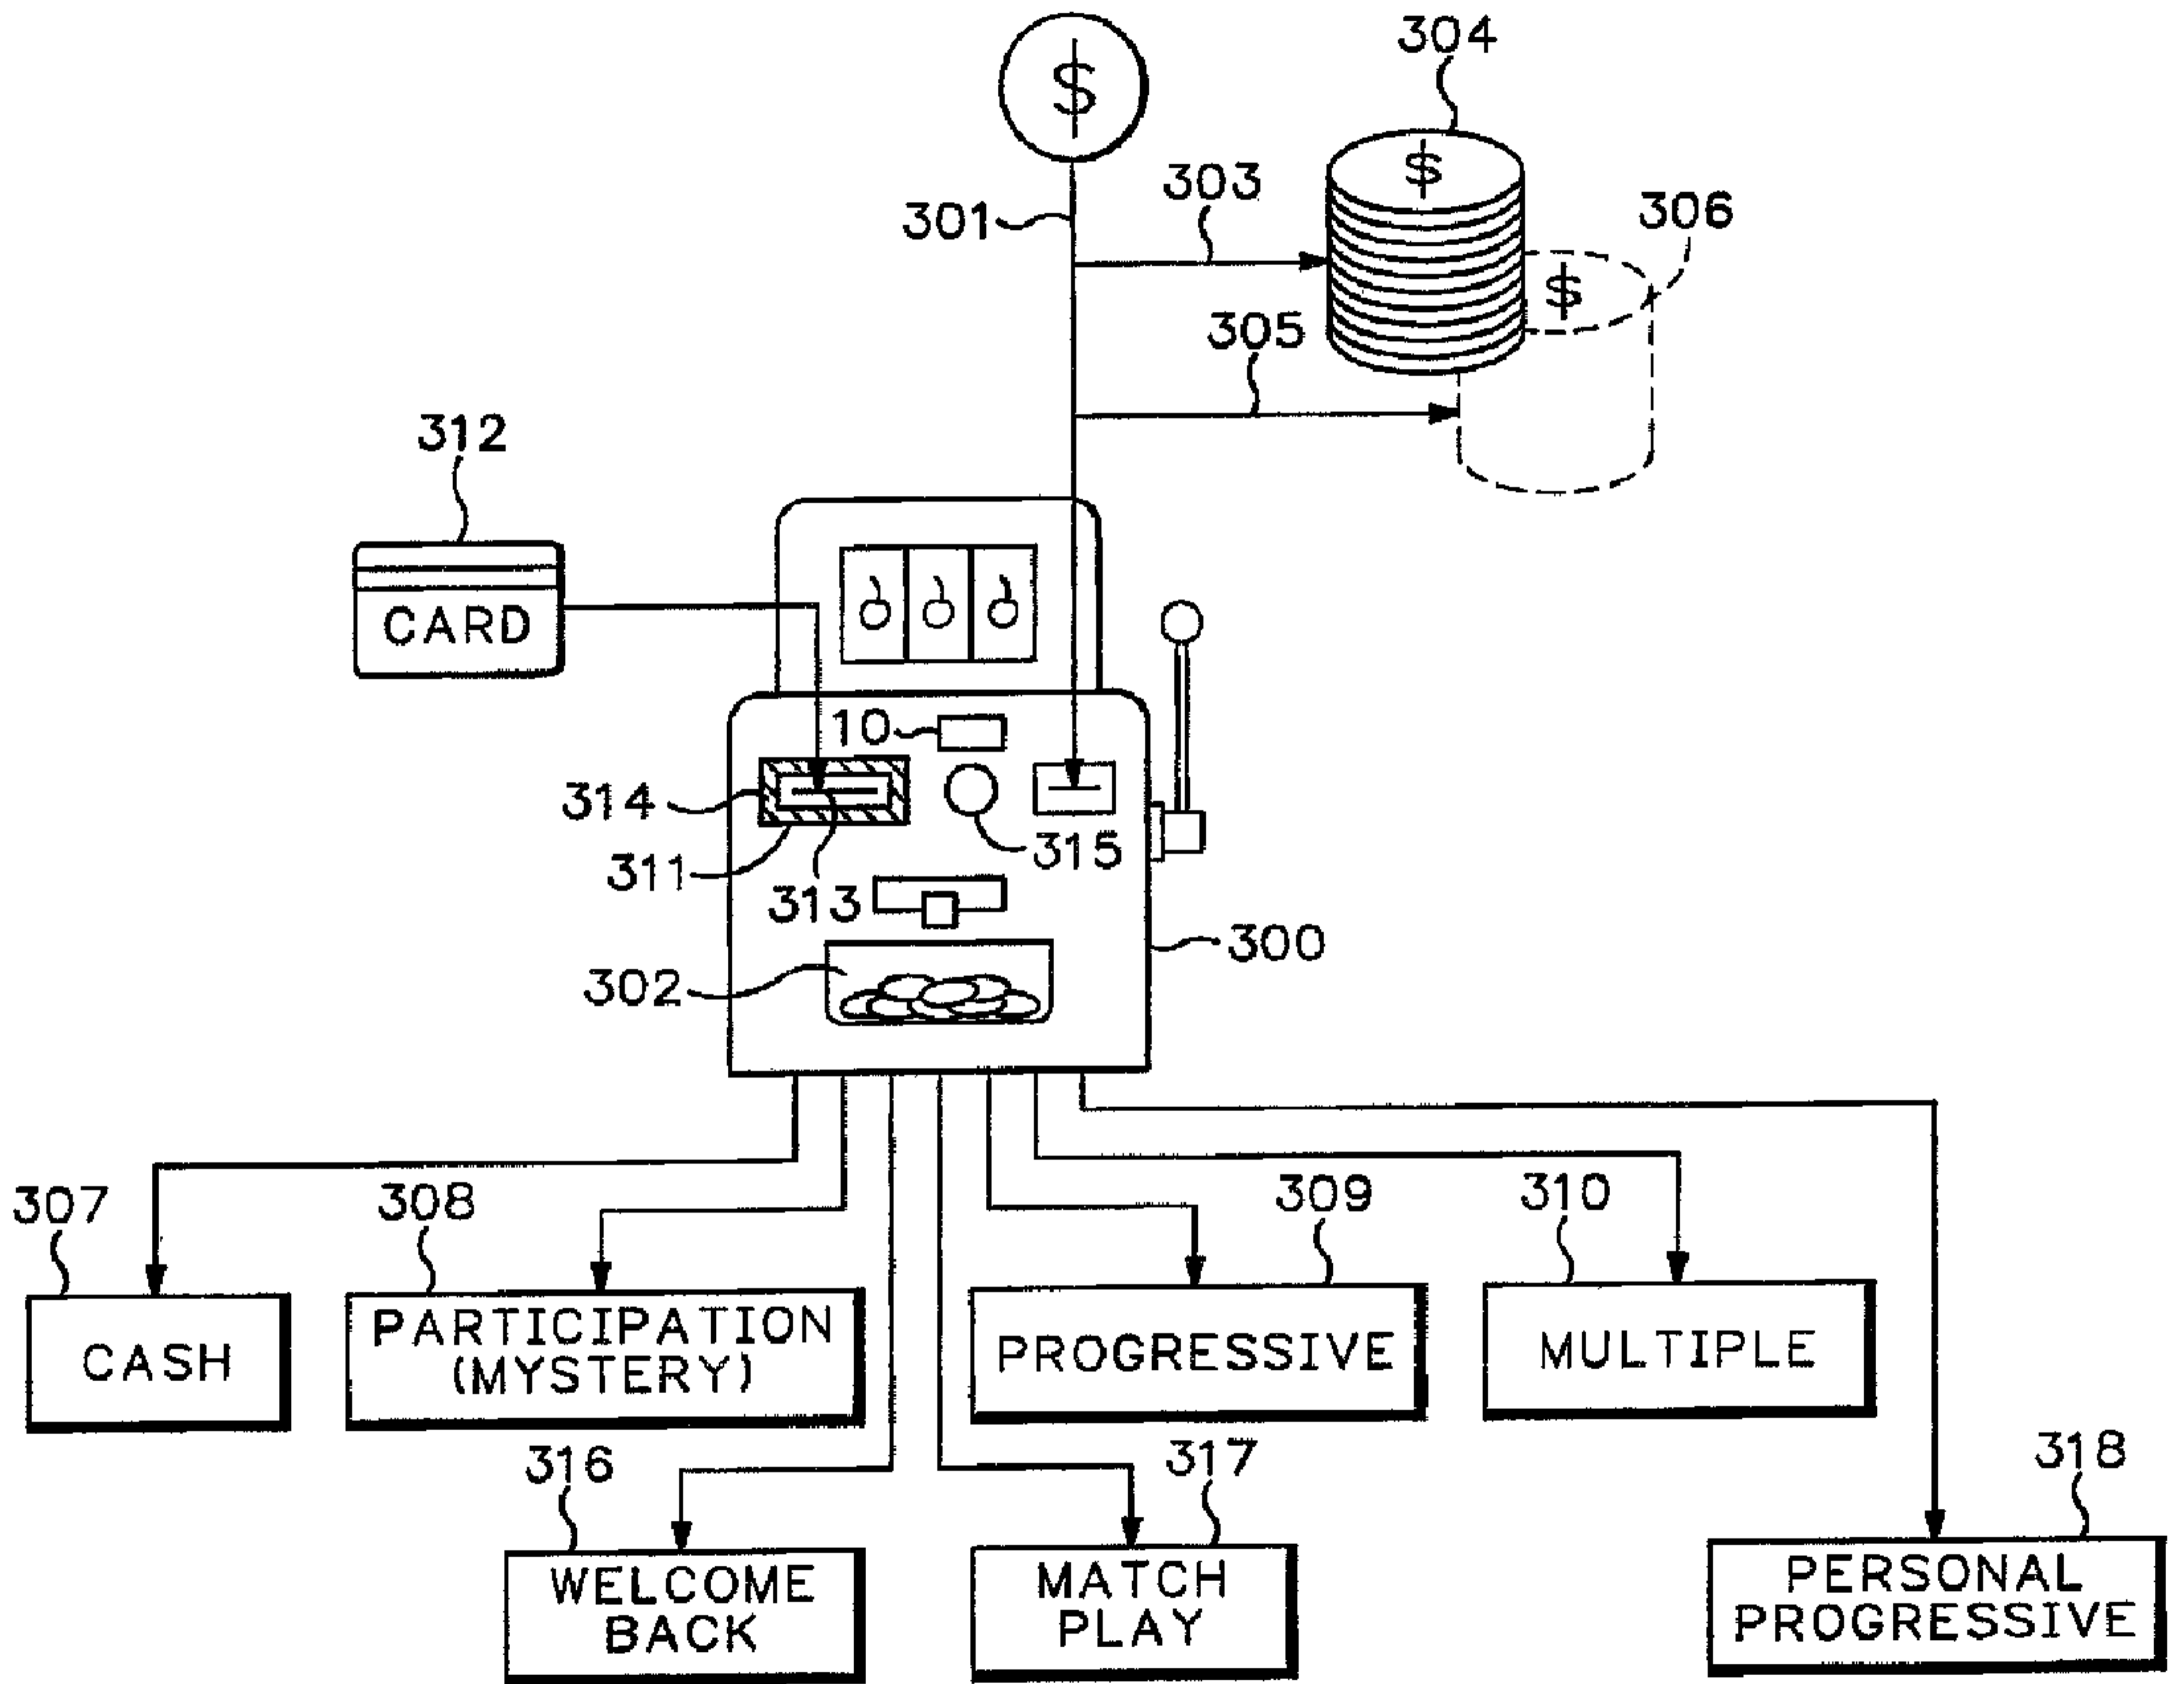 $
304
$
303
301
306
$
305
312
CARD
10
314
315
311
313
300
302
307
308
309
310
CASH
PARTICIPATION
(MYSTERY)
PROGRESSIVE
MULTIPLE
316
317
318
WELCOME
BACK
MATCH
PLAY
PERSONAL
PROGRESSIVE